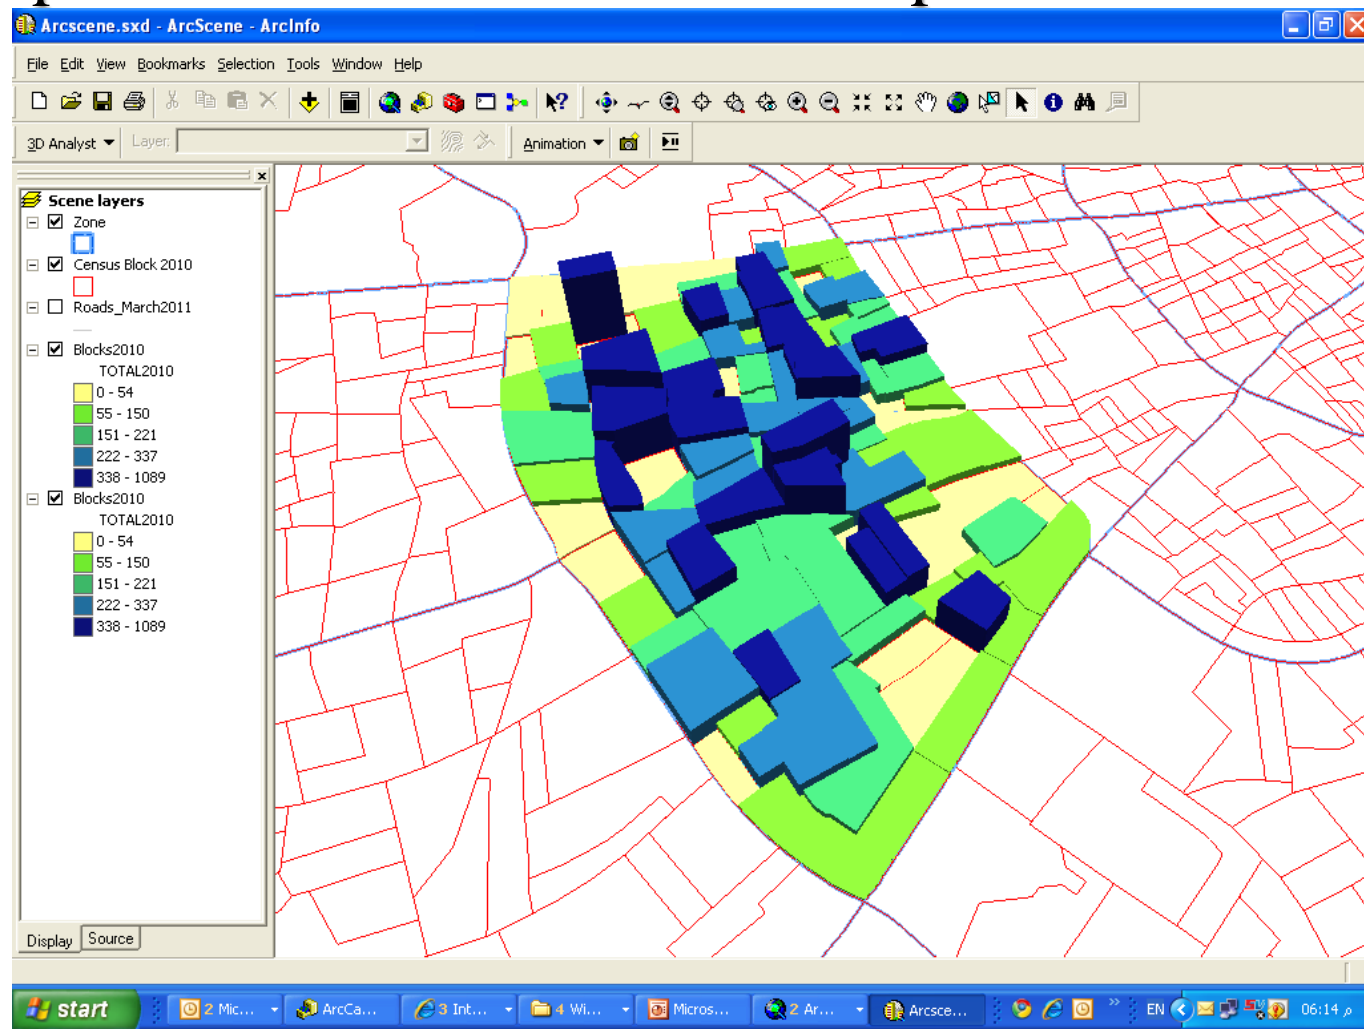 Arcscene.sxd - ArcScene - ArcInfo
File Edit View Bookmarks Selection Tools Window Help
3D Analyst Layer: Animation
Scene layers
Zone
Census Block 2010
Roads_March2011
Blocks2010
TOTAL2010
0 - 54
55 - 150
151 - 221
222 - 337
338 - 1089
Blocks2010
TOTAL2010
0 - 54
55 - 150
151 - 221
222 - 337
338 - 1089
Display Source
start 2 Mic... ArcCa... 3 Int... 4 Wi... Micros... 2 Ar... Arcsce... EN 06:14 م